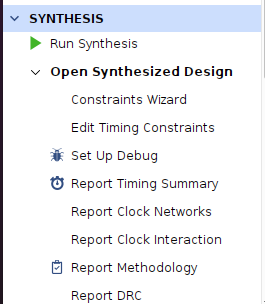 SYNTHESIS
Run Synthesis
Open Synthesized Design
Constraints Wizard
Edit Timing Constraints
Set Up Debug
Report Timing Summary
Report Clock Networks
Report Clock Interaction
Report Methodology
Report DRC